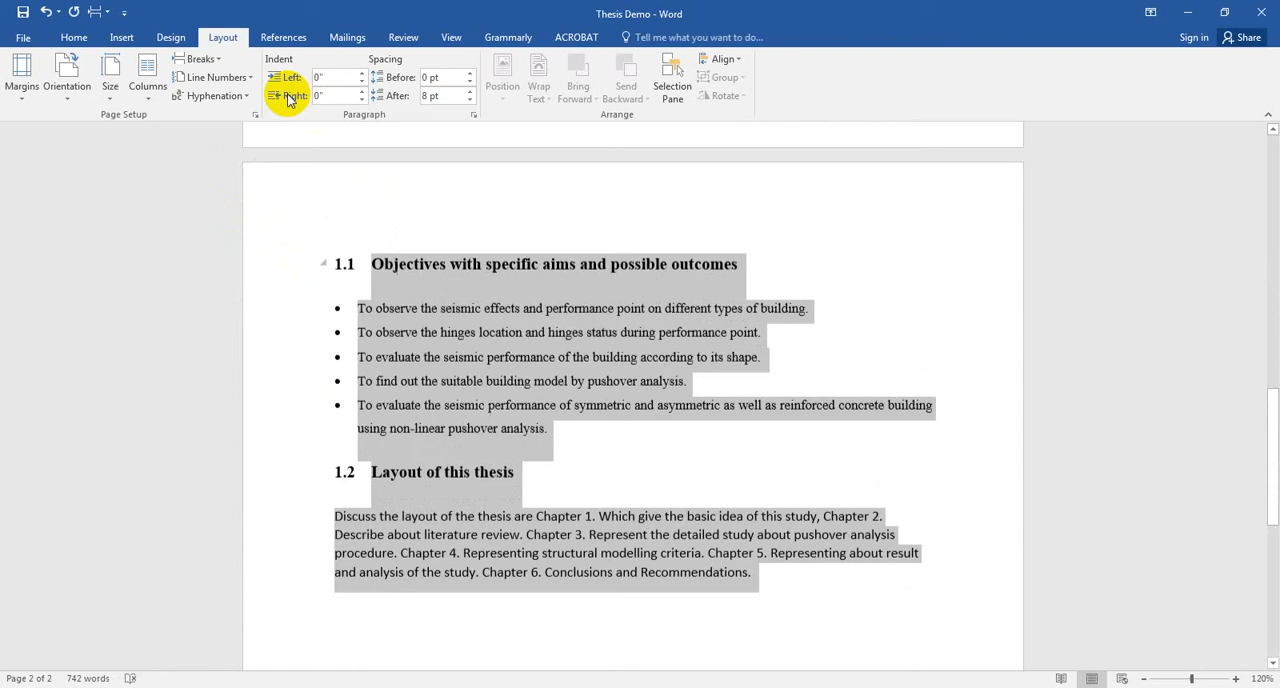 Thesis Demo - Word
File Home Insert Design Layout References Mailings Review View Grammarly ACROBAT Tell me what you want to do... Sign in Share
Margins Orientation Size Columns Breaks Line Numbers Hyphenation
Page Setup
Indent Spacing
Left: 0" Before: 0 pt
Right: 0" After: 8 pt
Paragraph
Position Wrap Text Bring Forward Send Backward Selection Pane Align Group Rotate
Arrange
1.1 Objectives with specific aims and possible outcomes
• To observe the seismic effects and performance point on different types of building.
• To observe the hinges location and hinges status during performance point.
• To evaluate the seismic performance of the building according to its shape.
• To find out the suitable building model by pushover analysis.
• To evaluate the seismic performance of symmetric and asymmetric as well as reinforced concrete building
using non-linear pushover analysis.
1.2 Layout of this thesis
Discuss the layout of the thesis are Chapter 1. Which give the basic idea of this study, Chapter 2.
Describe about literature review. Chapter 3. Represent the detailed study about pushover analysis
procedure. Chapter 4. Representing structural modelling criteria. Chapter 5. Representing about result
and analysis of the study. Chapter 6. Conclusions and Recommendations.
Page 2 of 2 742 words 120%